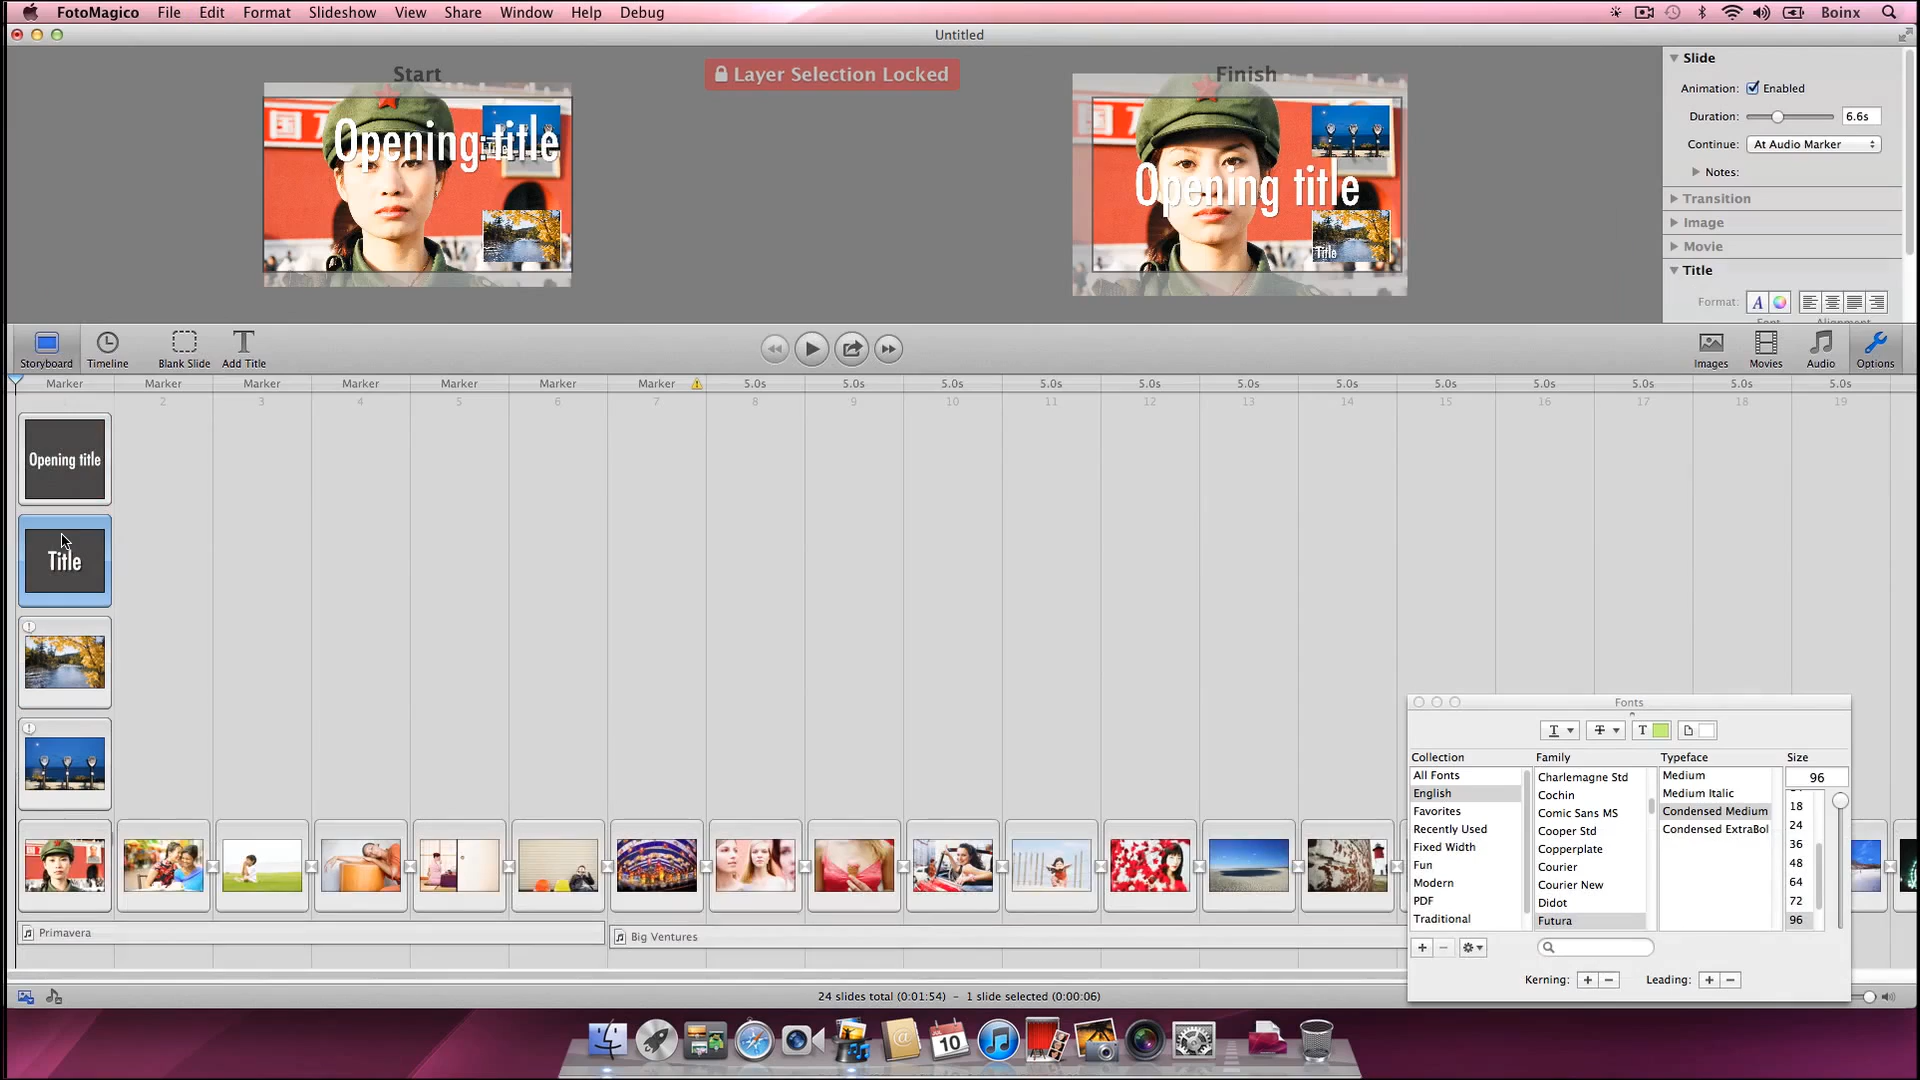 FotoMagico File Edit Format Slideshow View Share Window Help Debug Boinx
Untitled
Start
Layer Selection Locked
Finish
Opening title
Opening title
Title
Slide
Animation: Enabled
Duration: 6.6s
Continue: At Audio Marker
Notes:
Transition
Image
Movie
Title
Format:
Storyboard Timeline Blank Slide Add Title Images Movies Audio Options
Marker Marker Marker Marker Marker Marker Marker 5.0s 5.0s 5.0s 5.0s 5.0s 5.0s 5.0s 5.0s 5.0s 5.0s 5.0s 5.0s
2 3 4 5 6 7 8 9 10 11 12 13 14 15 16 17 18 19
Opening title
Title
Fonts
Collection Family Typeface Size
All Fonts Charlemagne Std Medium 96
English Cochin Medium Italic 18
Favorites Comic Sans MS Condensed Medium 24
Recently Used Cooper Std Condensed ExtraBol 36
Fixed Width Copperplate 48
Fun Courier 64
Modern Courier New 72
PDF Didot 96
Traditional Futura
Kerning: + − Leading: + −
Primavera
Big Ventures
24 slides total (0:01:54) – 1 slide selected (0:00:06)
10